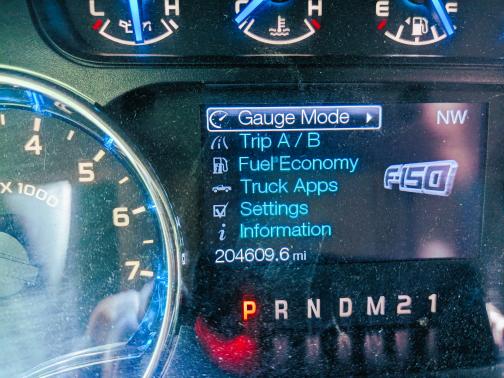 L H C H E F
Gauge Mode NW
Trip A / B
Fuel Economy
F-150
Truck Apps
Settings
Information
204609.6 mi
4
5
X 1000
6
7
P R N D M 2 1